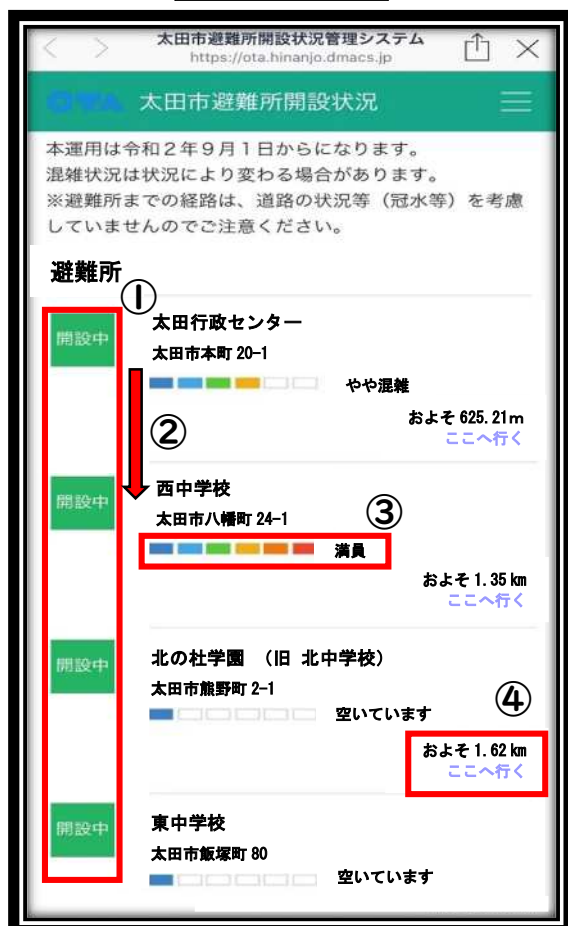 太田市避難所開設状況管理システム
https://ota.hinanjo.dmacs.jp
OTA 太田市避難所開設状況
本運用は令和2年9月1日からになります。
混雑状況は状況により変わる場合があります。
※避難所までの経路は、道路の状況等（冠水等）を考慮
していませんのでご注意ください。
避難所
①
開設中
太田行政センター
太田市本町 20-1
やや混雑
およそ 625.21m
ここへ行く
②
開設中
西中学校
太田市八幡町 24-1
③
満員
およそ 1.35 km
ここへ行く
開設中
北の杜学園 （旧 北中学校）
太田市熊野町 2-1
空いています
④
およそ 1.62 km
ここへ行く
開設中
東中学校
太田市飯塚町 80
空いています